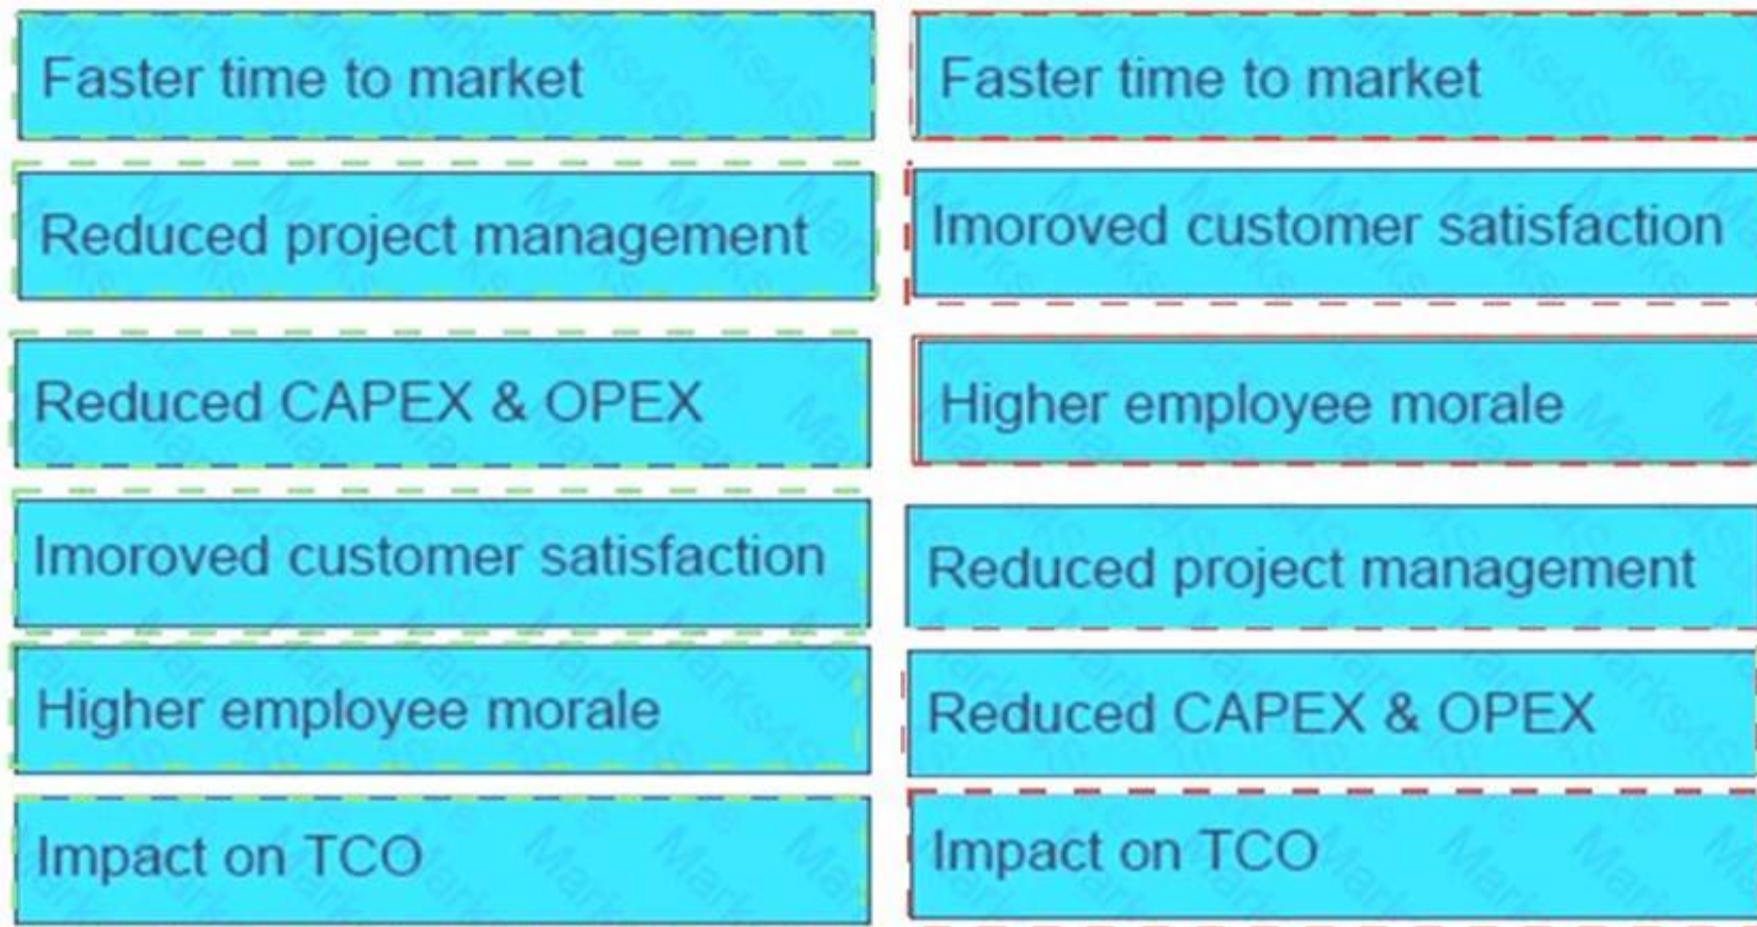 Faster time to market
Reduced project management
Reduced CAPEX & OPEX
Imoroved customer satisfaction
Higher employee morale
Impact on TCO
Faster time to market
Imoroved customer satisfaction
Higher employee morale
Reduced project management
Reduced CAPEX & OPEX
Impact on TCO